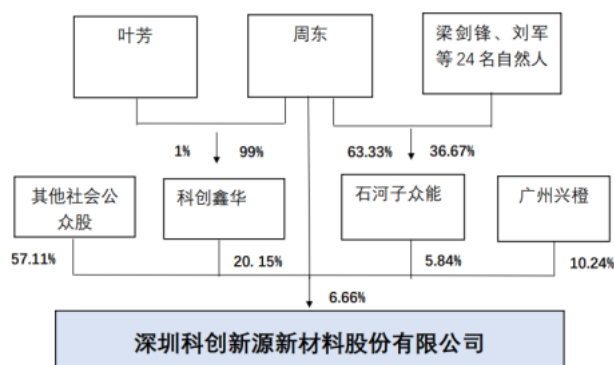 叶芳
周东
梁剑锋、刘军
等24名自然人
1%
99%
63.33%
36.67%
其他社会公
众股
科创鑫华
石河子众能
广州兴橙
57.11%
20.15%
5.84%
10.24%
6.66%
深圳科创新源新材料股份有限公司